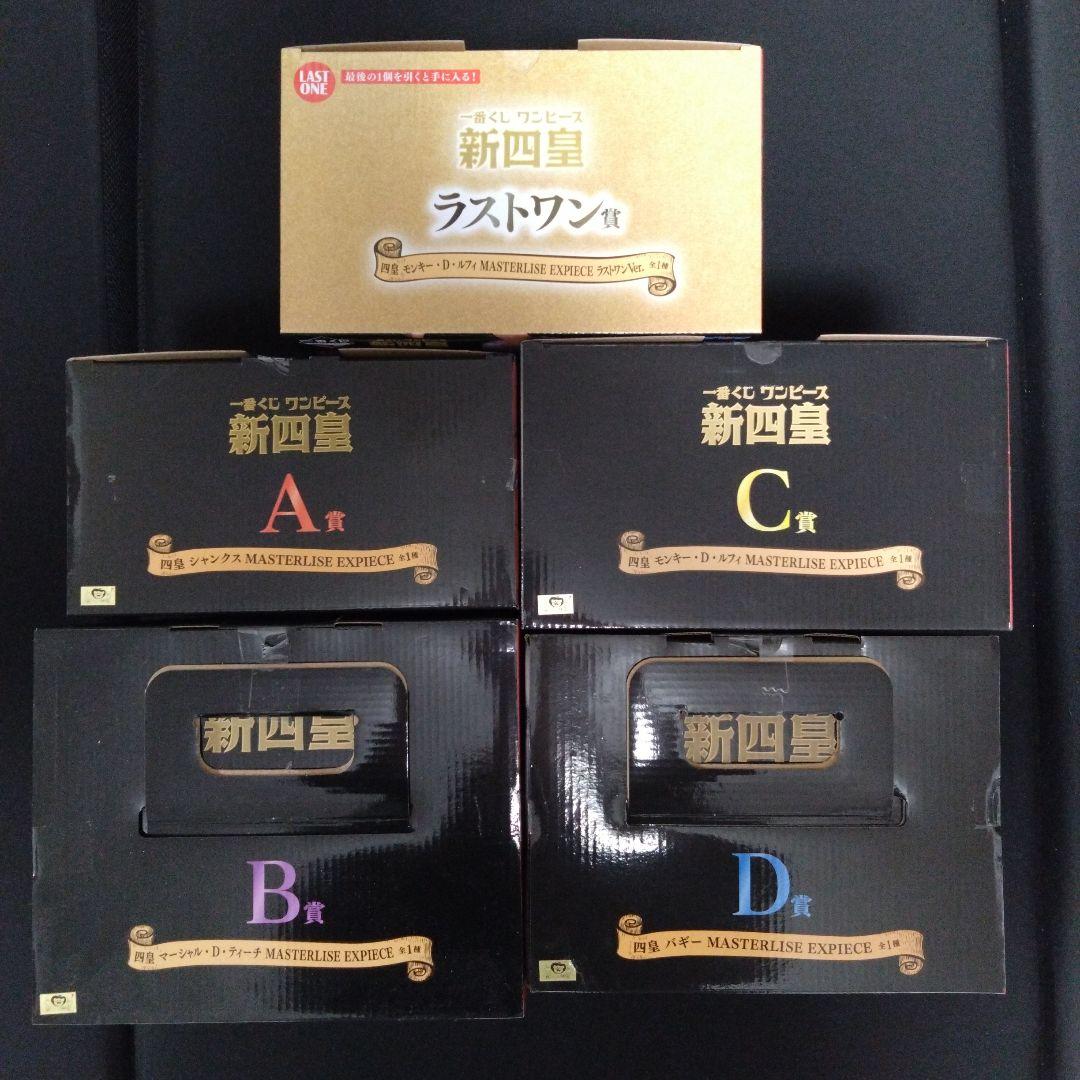 LAST
ONE
最後の1個を引くと手に入る!
一番くじ ワンピース
新四皇
ラストワン賞
四皇 モンキー・D・ルフィ MASTERLISE EXPIECE ラストワンVer. 全1種
一番くじ ワンピース
新四皇
A賞
四皇 シャンクス MASTERLISE EXPIECE 全1種
一番くじ ワンピース
新四皇
C賞
四皇 モンキー・D・ルフィ MASTERLISE EXPIECE 全1種
新四皇
B賞
四皇 マーシャル・D・ティーチ MASTERLISE EXPIECE 全1種
新四皇
D賞
四皇 バギー MASTERLISE EXPIECE 全1種